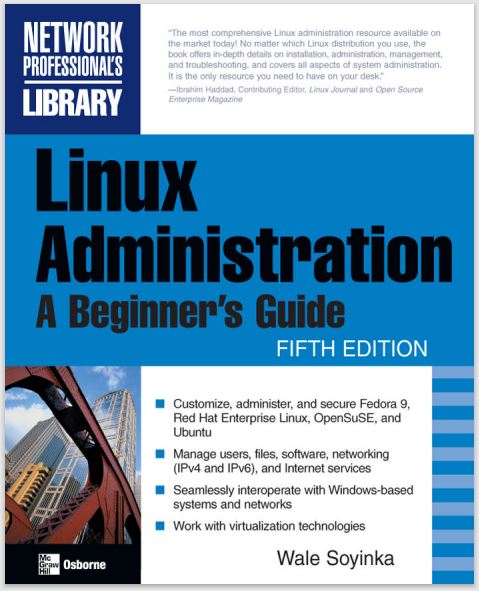 NETWORK
PROFESSIONAL'S
LIBRARY
"The most comprehensive Linux administration resource available on
the market today! No matter which Linux distribution you use, the
book offers in-depth details on installation, administration, management,
and troubleshooting, and covers all aspects of system administration.
It is the only resource you need to have on your desk."
—Ibrahim Haddad, Contributing Editor, Linux Journal and Open Source
Enterprise Magazine
Linux
Administration
A Beginner's Guide
FIFTH EDITION
■ Customize, administer, and secure Fedora 9,
Red Hat Enterprise Linux, OpenSuSE, and
Ubuntu
■ Manage users, files, software, networking
(IPv4 and IPv6), and Internet services
■ Seamlessly interoperate with Windows-based
systems and networks
■ Work with virtualization technologies
Wale Soyinka
Mc
Graw
Hill
Osborne